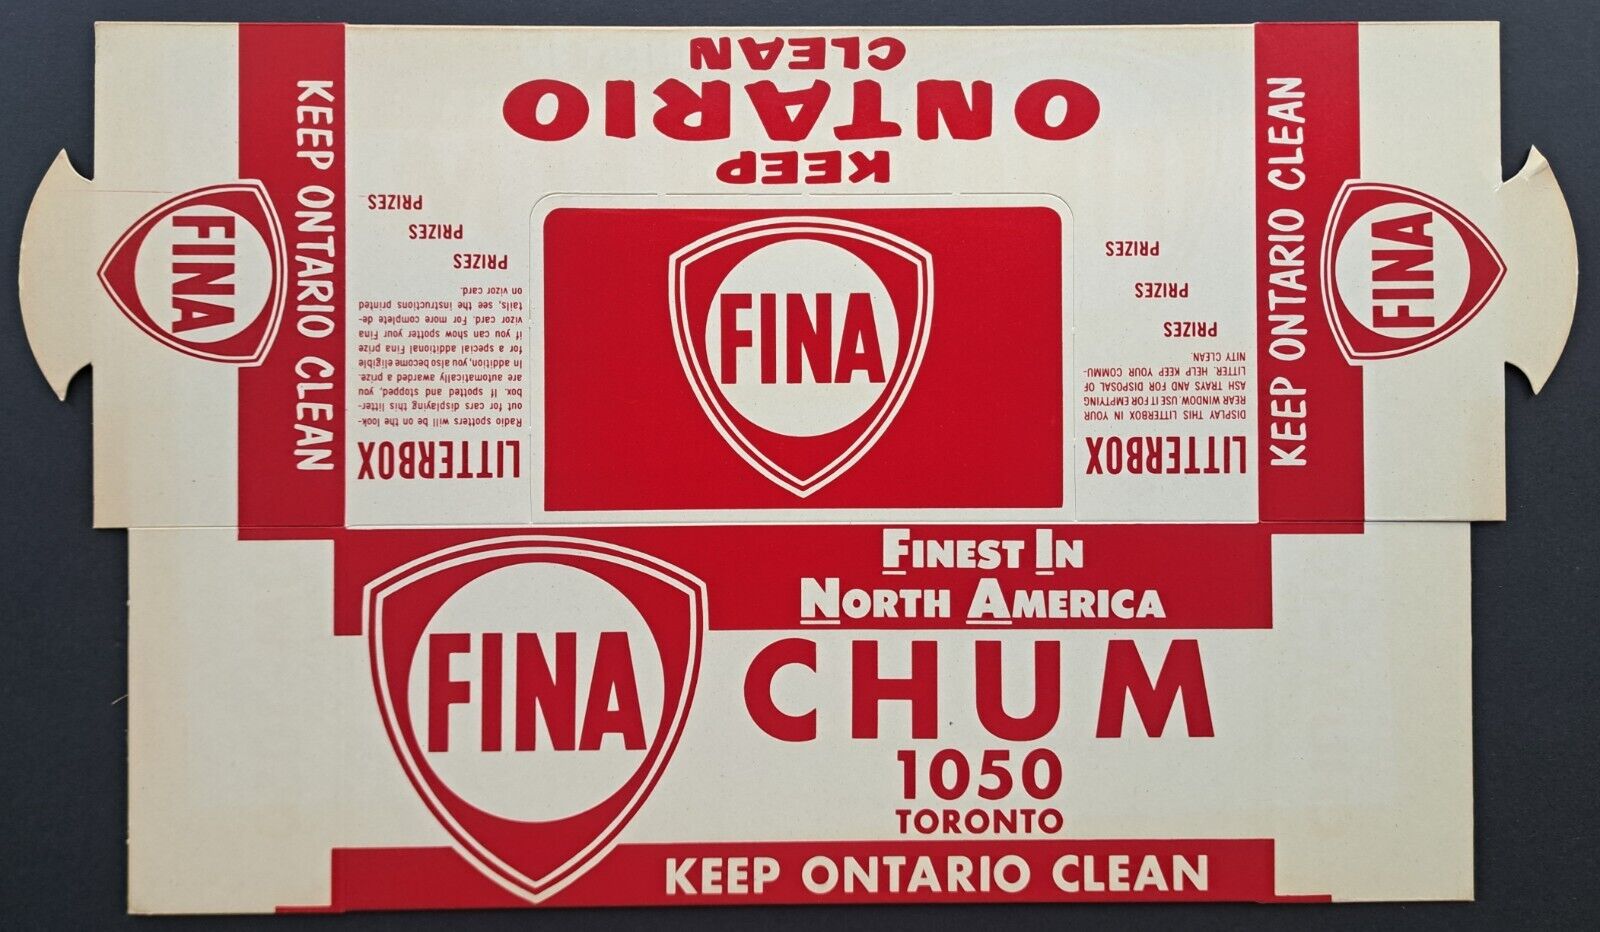 KEEP
ONTARIO
CLEAN
KEEP ONTARIO CLEAN
FINA
LITTERBOX
DISPLAY THIS LITTERBOX IN YOUR
REAR WINDOW. USE IT FOR EMPTYING
ASH TRAYS AND FOR DISPOSAL OF
LITTER. HELP KEEP YOUR COMMU-
NITY CLEAN.
PRIZES
PRIZES
PRIZES
FINA
LITTERBOX
Radio spotters will be on the look-
out for cars displaying this litter-
box. If spotted and stopped, you
are automatically awarded a prize.
In addition, you also become eligible
for a special additional Fina prize
if you can show spotter your Fina
vizor card. For more complete de-
tails, see the instructions printed
on vizor card.
PRIZES
PRIZES
PRIZES
KEEP ONTARIO CLEAN
FINA
FINEST IN
NORTH AMERICA
FINA
CHUM
1050
TORONTO
KEEP ONTARIO CLEAN